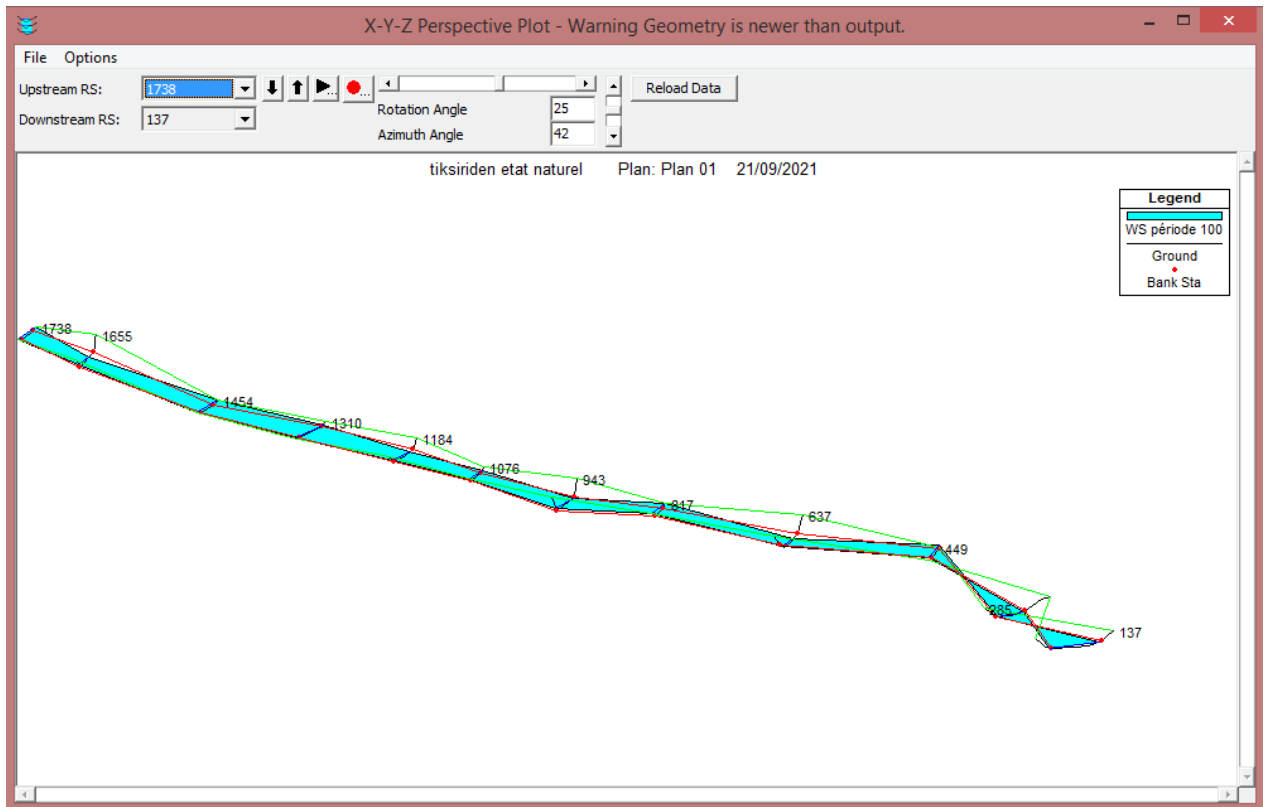 X-Y-Z Perspective Plot - Warning Geometry is newer than output.
File Options
Upstream RS: 1738
Downstream RS: 137
Rotation Angle 25
Azimuth Angle 42
Reload Data
tiksiriden etat naturel Plan: Plan 01 21/09/2021
Legend
WS période 100
Ground
Bank Sta
1738
1655
1454
1310
1184
1076
943
817
637
449
285
137